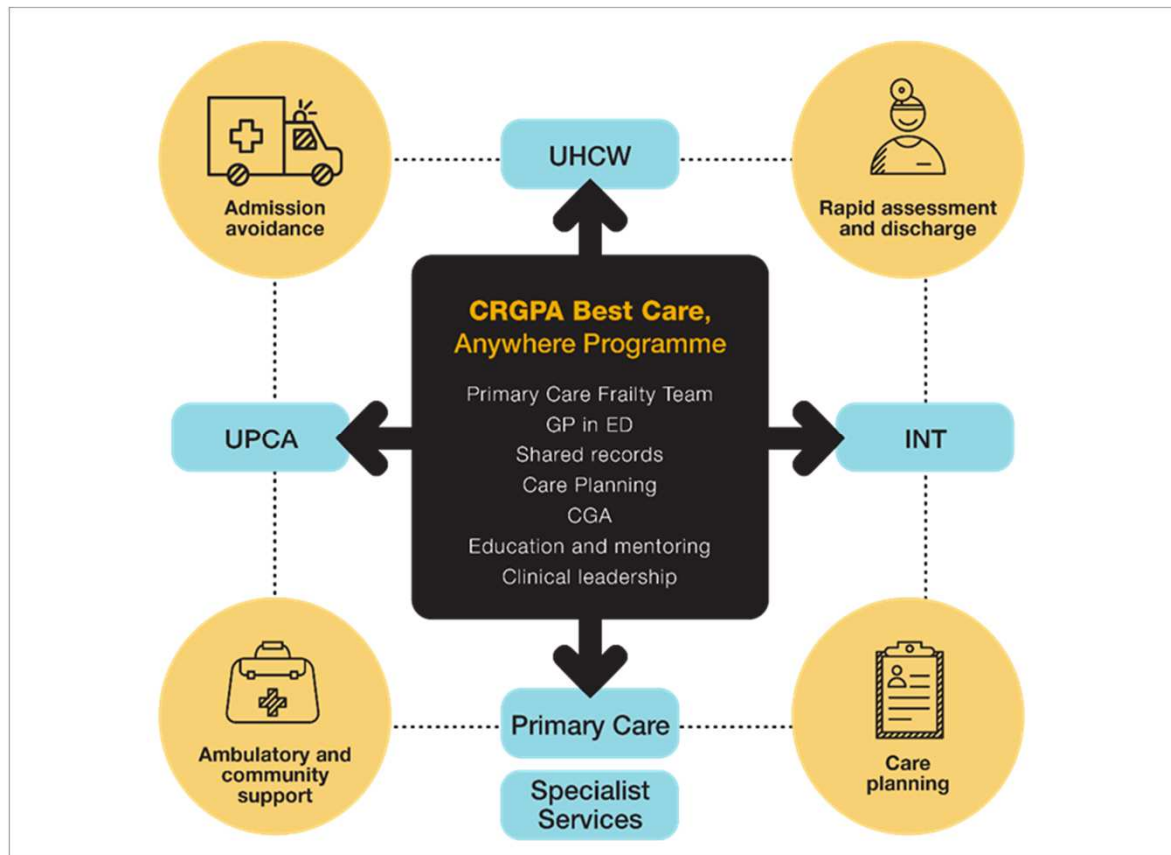 Admission
avoidance
UHCW
Rapid assessment
and discharge
CRGPA Best Care,
Anywhere Programme
Primary Care Frailty Team
GP in ED
Shared records
Care Planning
CGA
Education and mentoring
Clinical leadership
UPCA
INT
Ambulatory and
community
support
Primary Care
Specialist
Services
Care
planning